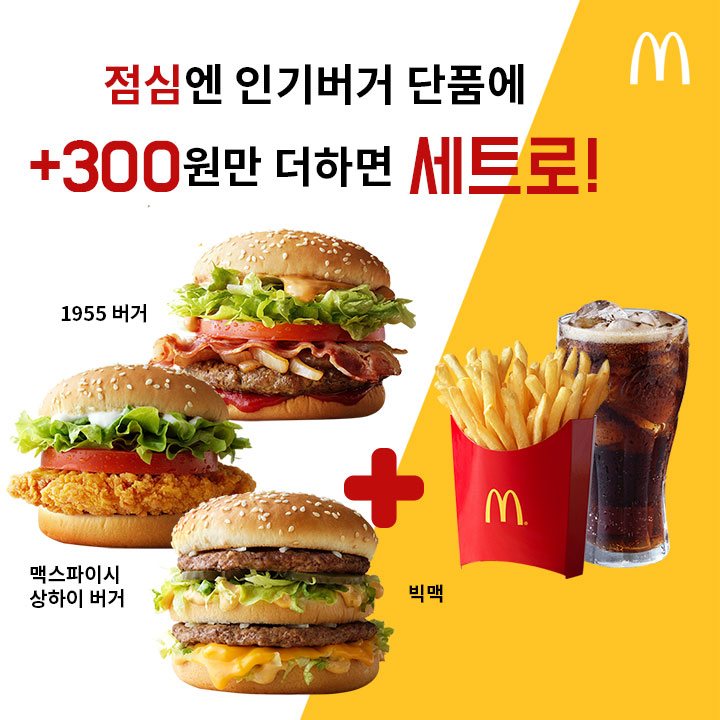 점심엔 인기버거 단품에
+300원만 더하면 세트로!
1955 버거
맥스파이시
상하이 버거
빅맥